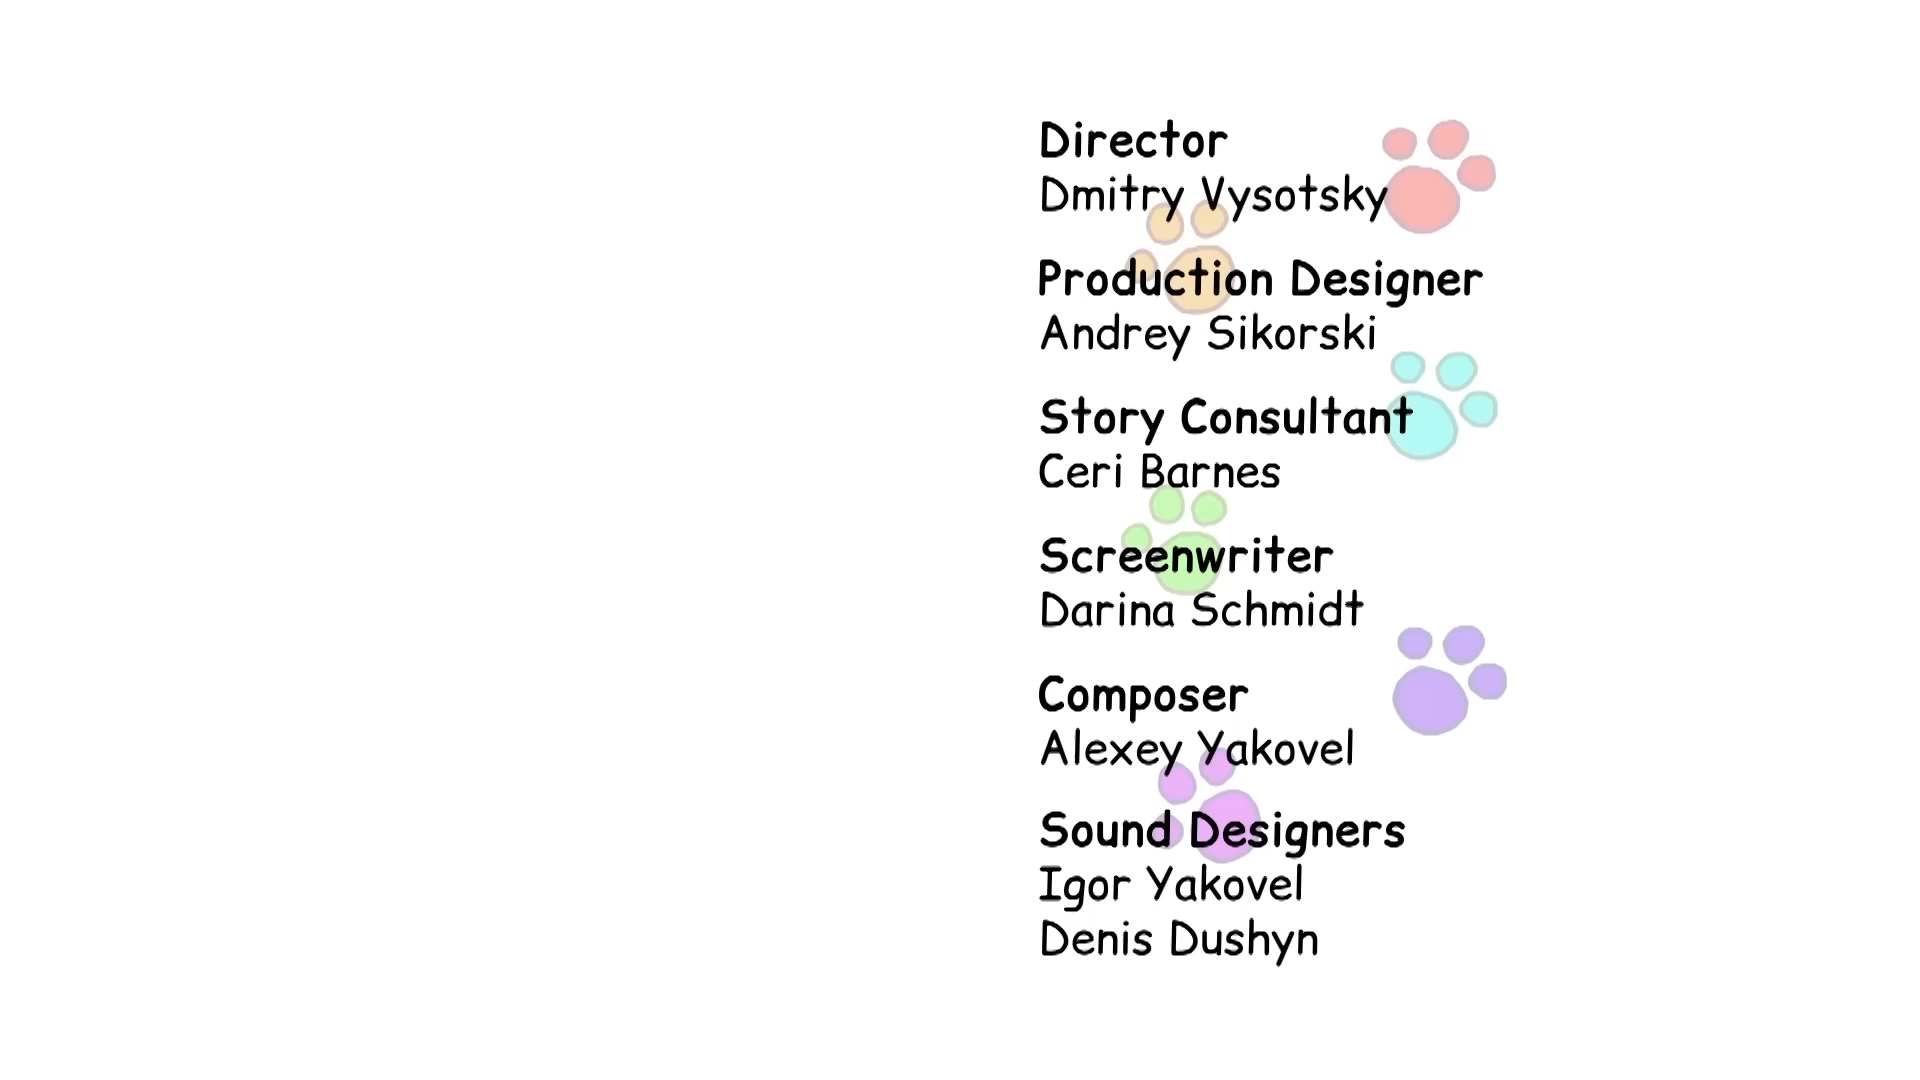 Director
Dmitry Vysotsky
Production Designer
Andrey Sikorski
Story Consultant
Ceri Barnes
Screenwriter
Darina Schmidt
Composer
Alexey Yakovel
Sound Designers
Igor Yakovel
Denis Dushyn